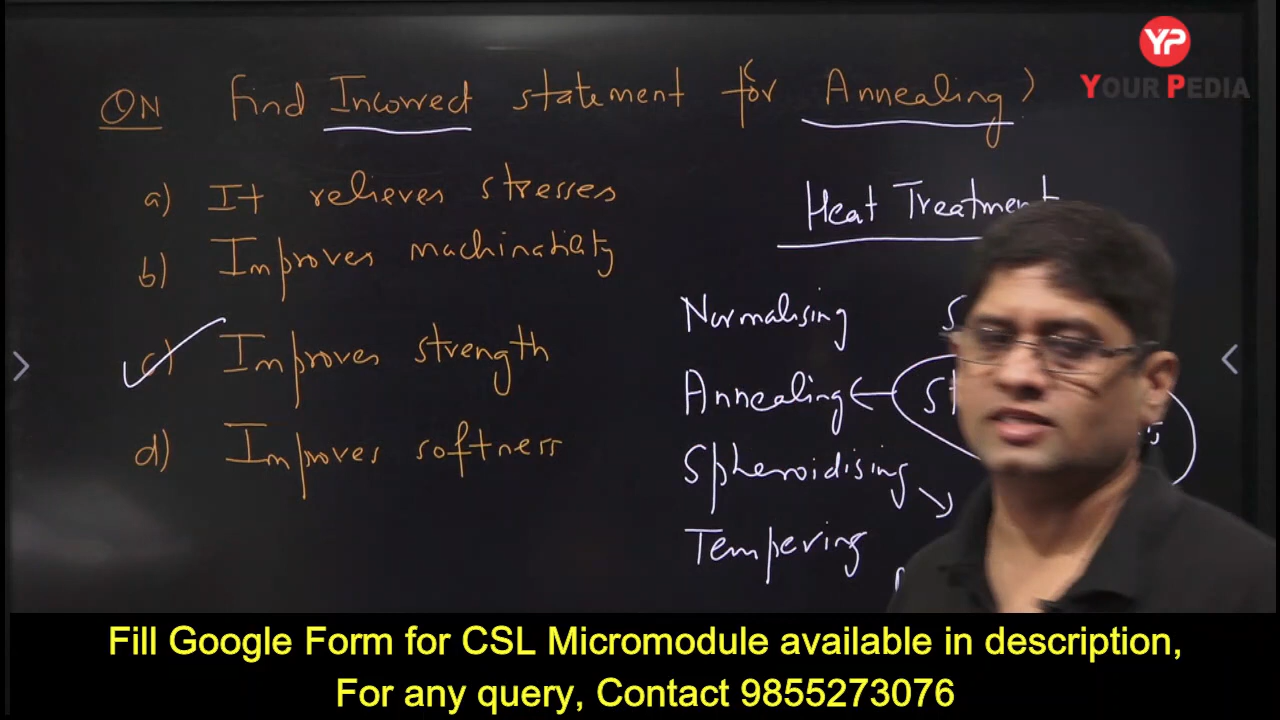 YP
YOUR PEDIA
QN Find Incorrect statement for Annealing?
a) It relieves stresses
b) Improves machinability
c) Improves strength
d) Improves softness
Heat Treatment
Normalising
Annealing ←
Spheroidising
Tempering
Fill Google Form for CSL Micromodule available in description,
For any query, Contact 9855273076